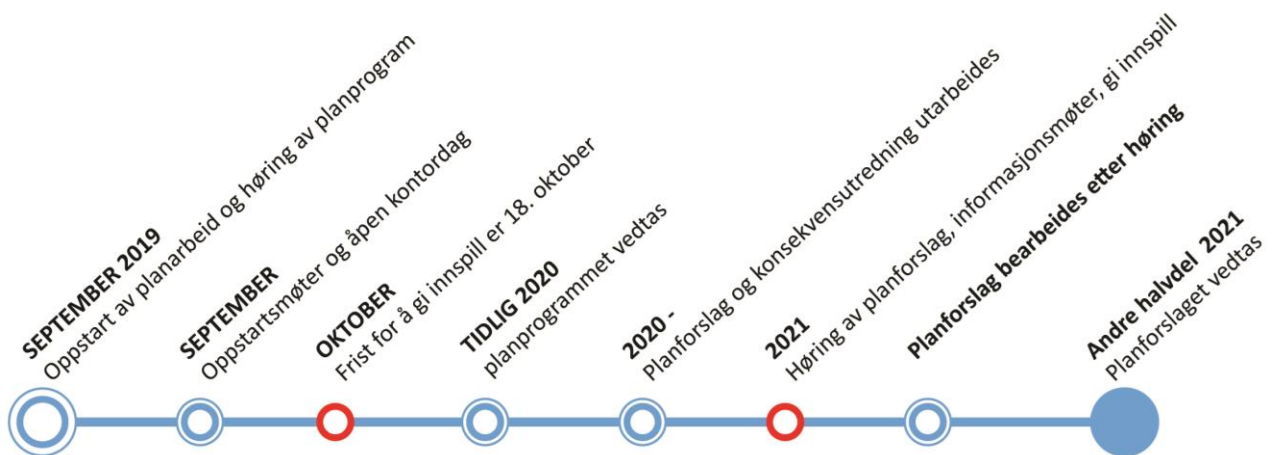 SEPTEMBER 2019
Oppstart av planarbeid og høring av planprogram
SEPTEMBER
Oppstartsmøter og åpen kontordag
OKTOBER
Frist for å gi innspill er 18. oktober
TIDLIG 2020
planprogrammet vedtas
2020 -
Planforslag og konsekvensutredning utarbeides
2021
Høring av planforslag, informasjonsmøter, gi innspill
Planforslag bearbeides etter høring
Andre halvdel 2021
Planforslaget vedtas